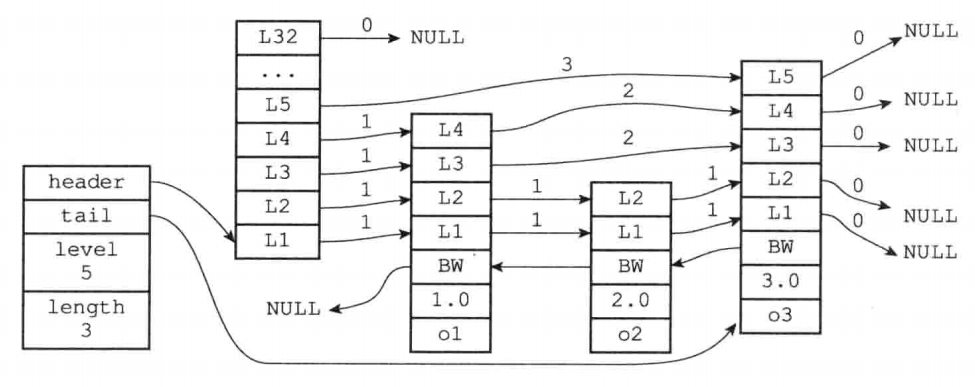 header
tail
level
5
length
3
L32
...
L5
L4
L3
L2
L1
0
NULL
3
1
1
1
1
L4
L3
L2
L1
BW
1.0
o1
NULL
2
2
1
1
L2
L1
BW
2.0
o2
1
1
L5
L4
L3
L2
L1
BW
3.0
o3
0
NULL
0
NULL
0
NULL
0
NULL
0
NULL